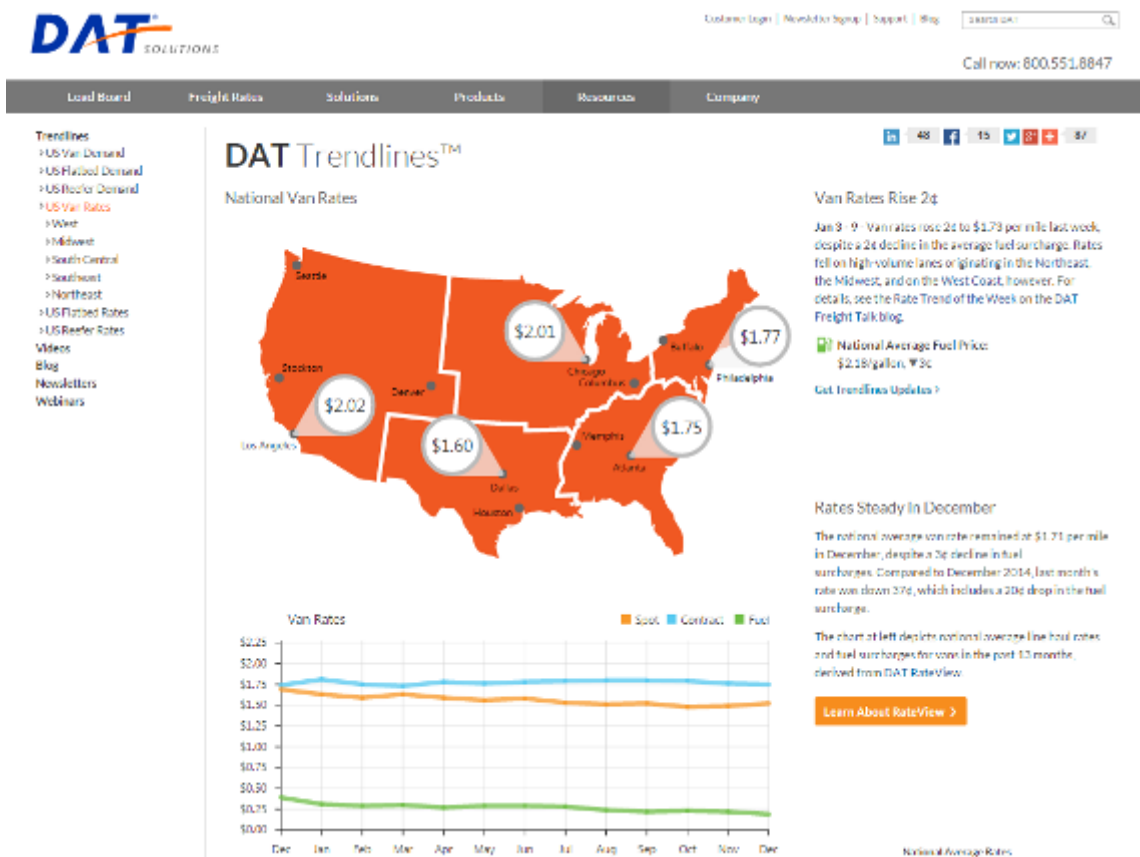 DAT SOLUTIONS
Customer Login | Newsletter Signup | Support | Blog
Search DAT
Call now: 800.551.8847
Load Board Freight Rates Solutions Products Resources Company
Trendlines
> US Van Demand
> US Flatbed Demand
> US Reefer Demand
> US Van Rates
> West
> Midwest
> South Central
> Southeast
> Northeast
> US Flatbed Rates
> US Reefer Rates
Videos
Blog
Newsletters
Webinars
DAT Trendlines™
48 15 87
National Van Rates
Seattle
$2.01
$1.77
Buffalo
Chicago
Columbus
Philadelphia
Stockton
Denver
$2.02
$1.60
$1.75
Los Angeles
Memphis
Atlanta
Dallas
Houston
Van Rates Rise 2¢
Jan 3 - 9 - Van rates rose 2¢ to $1.73 per mile last week,
despite a 2¢ decline in the average fuel surcharge. Rates
fell on high-volume lanes originating in the Northeast,
the Midwest, and on the West Coast, however. For
details, see the Rate Trend of the Week on the DAT
Freight Talk blog.
National Average Fuel Price:
$2.18/gallon, ▼3¢
Get Trendlines Updates >
Rates Steady in December
The national average van rate remained at $1.71 per mile
in December, despite a 3¢ decline in fuel
surcharges. Compared to December 2014, last month's
rate was down 37¢, which includes a 20¢ drop in the fuel
surcharge.
The chart at left depicts national average line haul rates
and fuel surcharges for vans in the past 13 months,
derived from DAT RateView.
Learn About RateView >
Van Rates
Spot Contract Fuel
$2.25
$2.00
$1.75
$1.50
$1.25
$1.00
$0.75
$0.50
$0.25
$0.00
Dec Jan Feb Mar Apr May Jun Jul Aug Sep Oct Nov Dec
National Average Rates